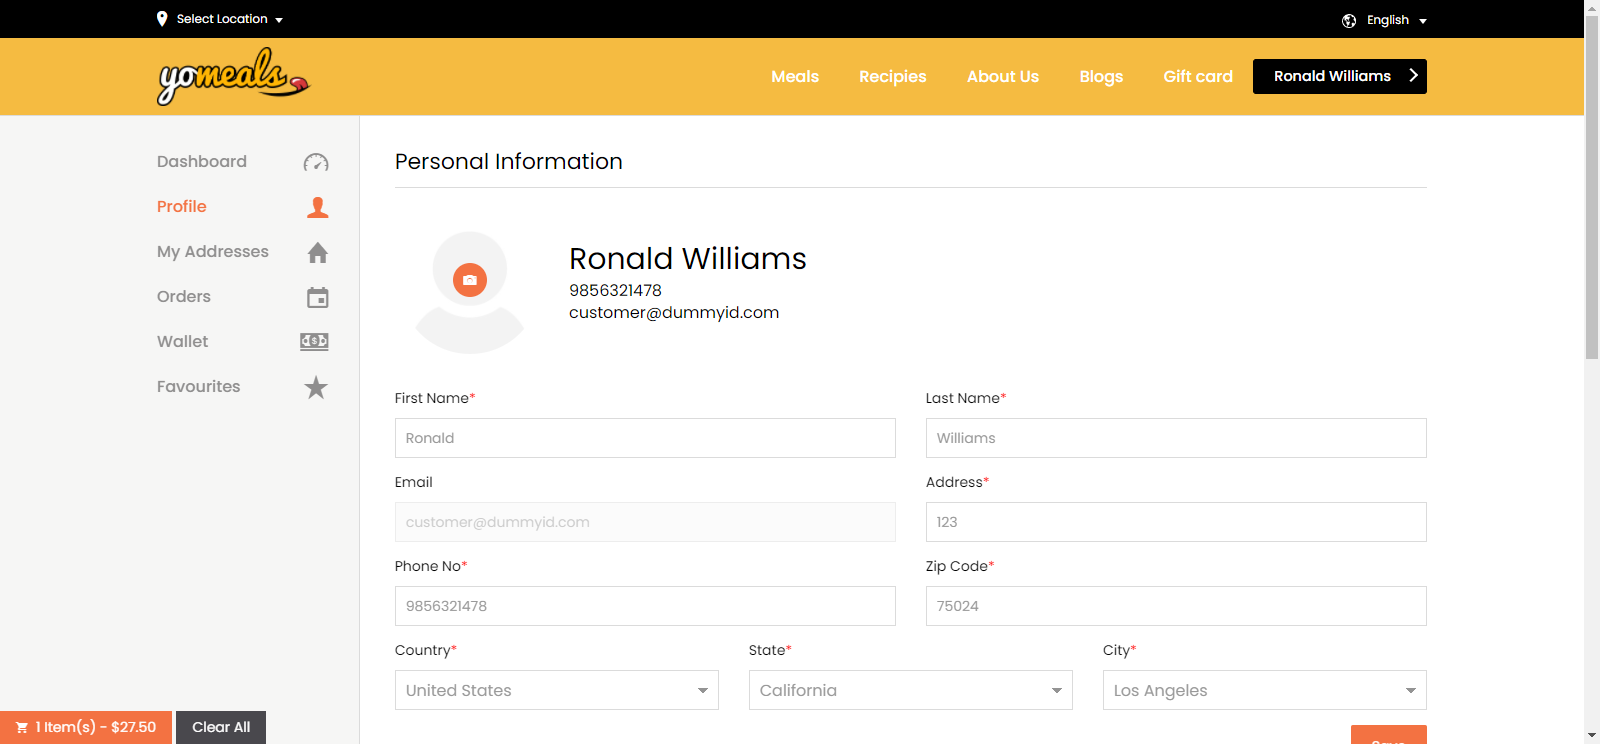 Select Location
English
yomeals
Meals
Recipies
About Us
Blogs
Gift card
Ronald Williams
Dashboard
Profile
My Addresses
Orders
Wallet
Favourites
Personal Information
Ronald Williams
9856321478
customer@dummyid.com
First Name*
Last Name*
Ronald
Williams
Email
Address*
customer@dummyid.com
123
Phone No*
Zip Code*
9856321478
75024
Country*
State*
City*
United States
California
Los Angeles
1 Item(s) - $27.50
Clear All
Save